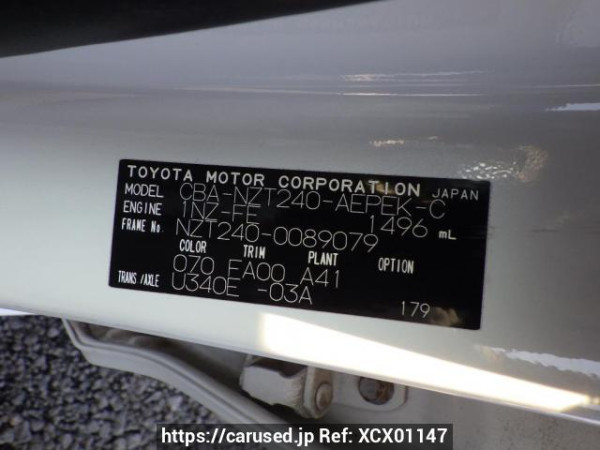 TOYOTA MOTOR CORPORATION JAPAN
MODEL CBA-NZT240-AEPEK-C
ENGINE 1NZ-FE 1496 mL
FRAME No. NZT240-0089079
COLOR TRIM PLANT OPTION
070 FA00 A41
TRANS/AXLE U340E -03A
179
https://carused.jp Ref: XCX01147